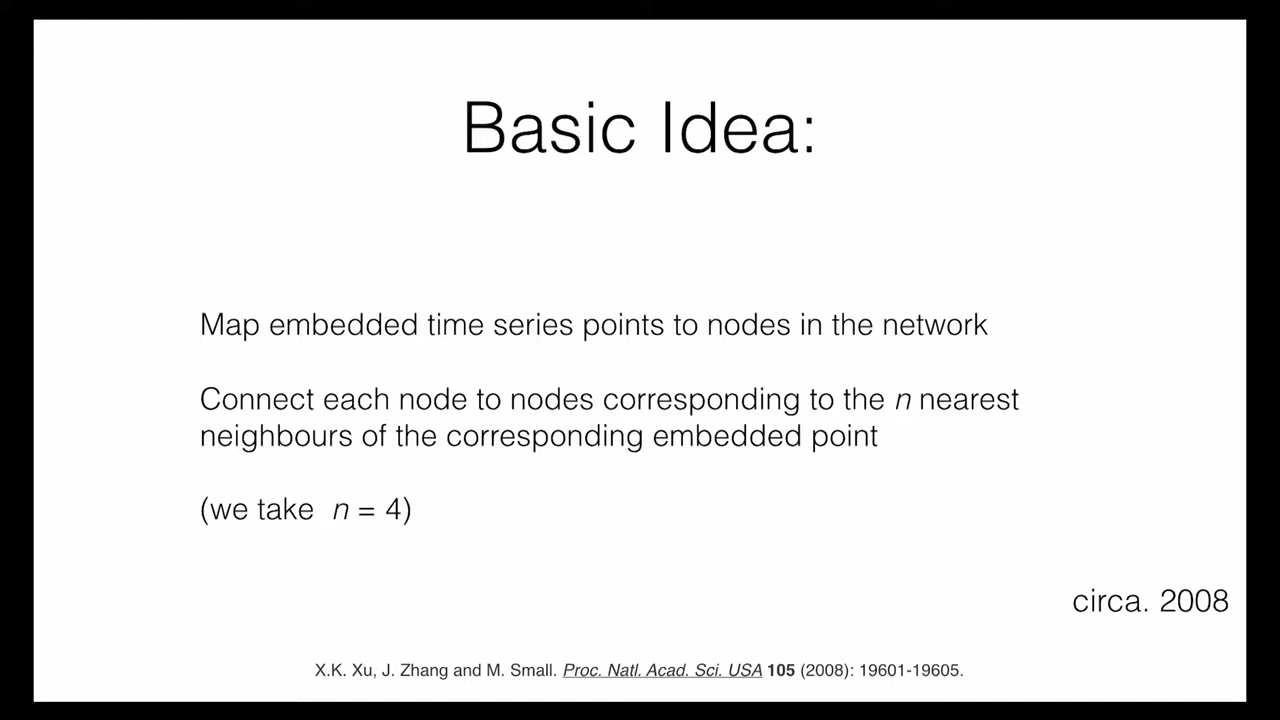 Basic Idea:
Map embedded time series points to nodes in the network
Connect each node to nodes corresponding to the n nearest
neighbours of the corresponding embedded point
(we take n = 4)
circa. 2008
X.K. Xu, J. Zhang and M. Small. Proc. Natl. Acad. Sci. USA 105 (2008): 19601-19605.